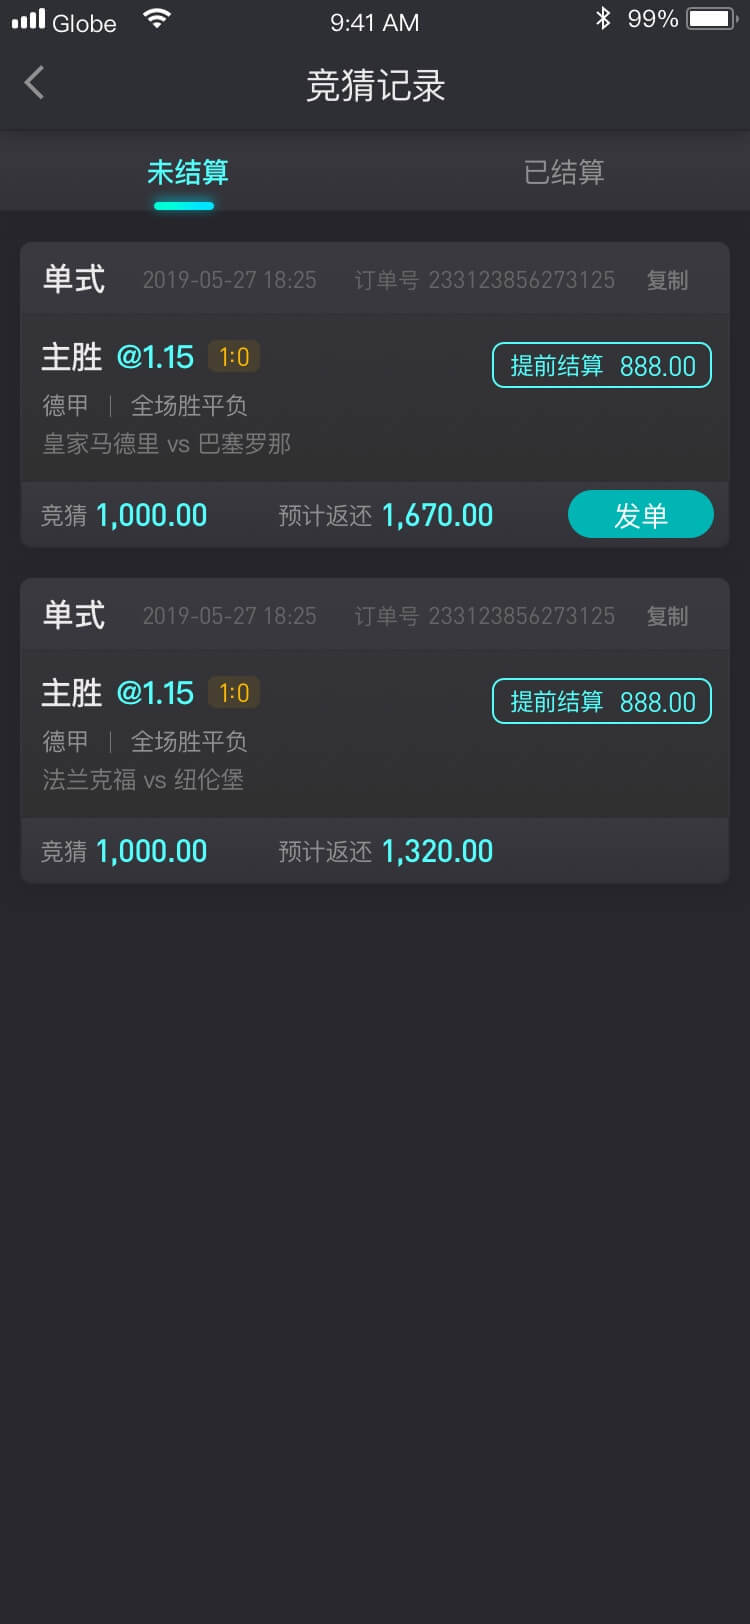 Globe 9:41 AM 99%
竞猜记录
未结算 已结算
单式 2019-05-27 18:25 订单号 233123856273125 复制
主胜 @1.15 1:0 提前结算 888.00
德甲 | 全场胜平负
皇家马德里 vs 巴塞罗那
竞猜 1,000.00 预计返还 1,670.00 发单
单式 2019-05-27 18:25 订单号 233123856273125 复制
主胜 @1.15 1:0 提前结算 888.00
德甲 | 全场胜平负
法兰克福 vs 纽伦堡
竞猜 1,000.00 预计返还 1,320.00